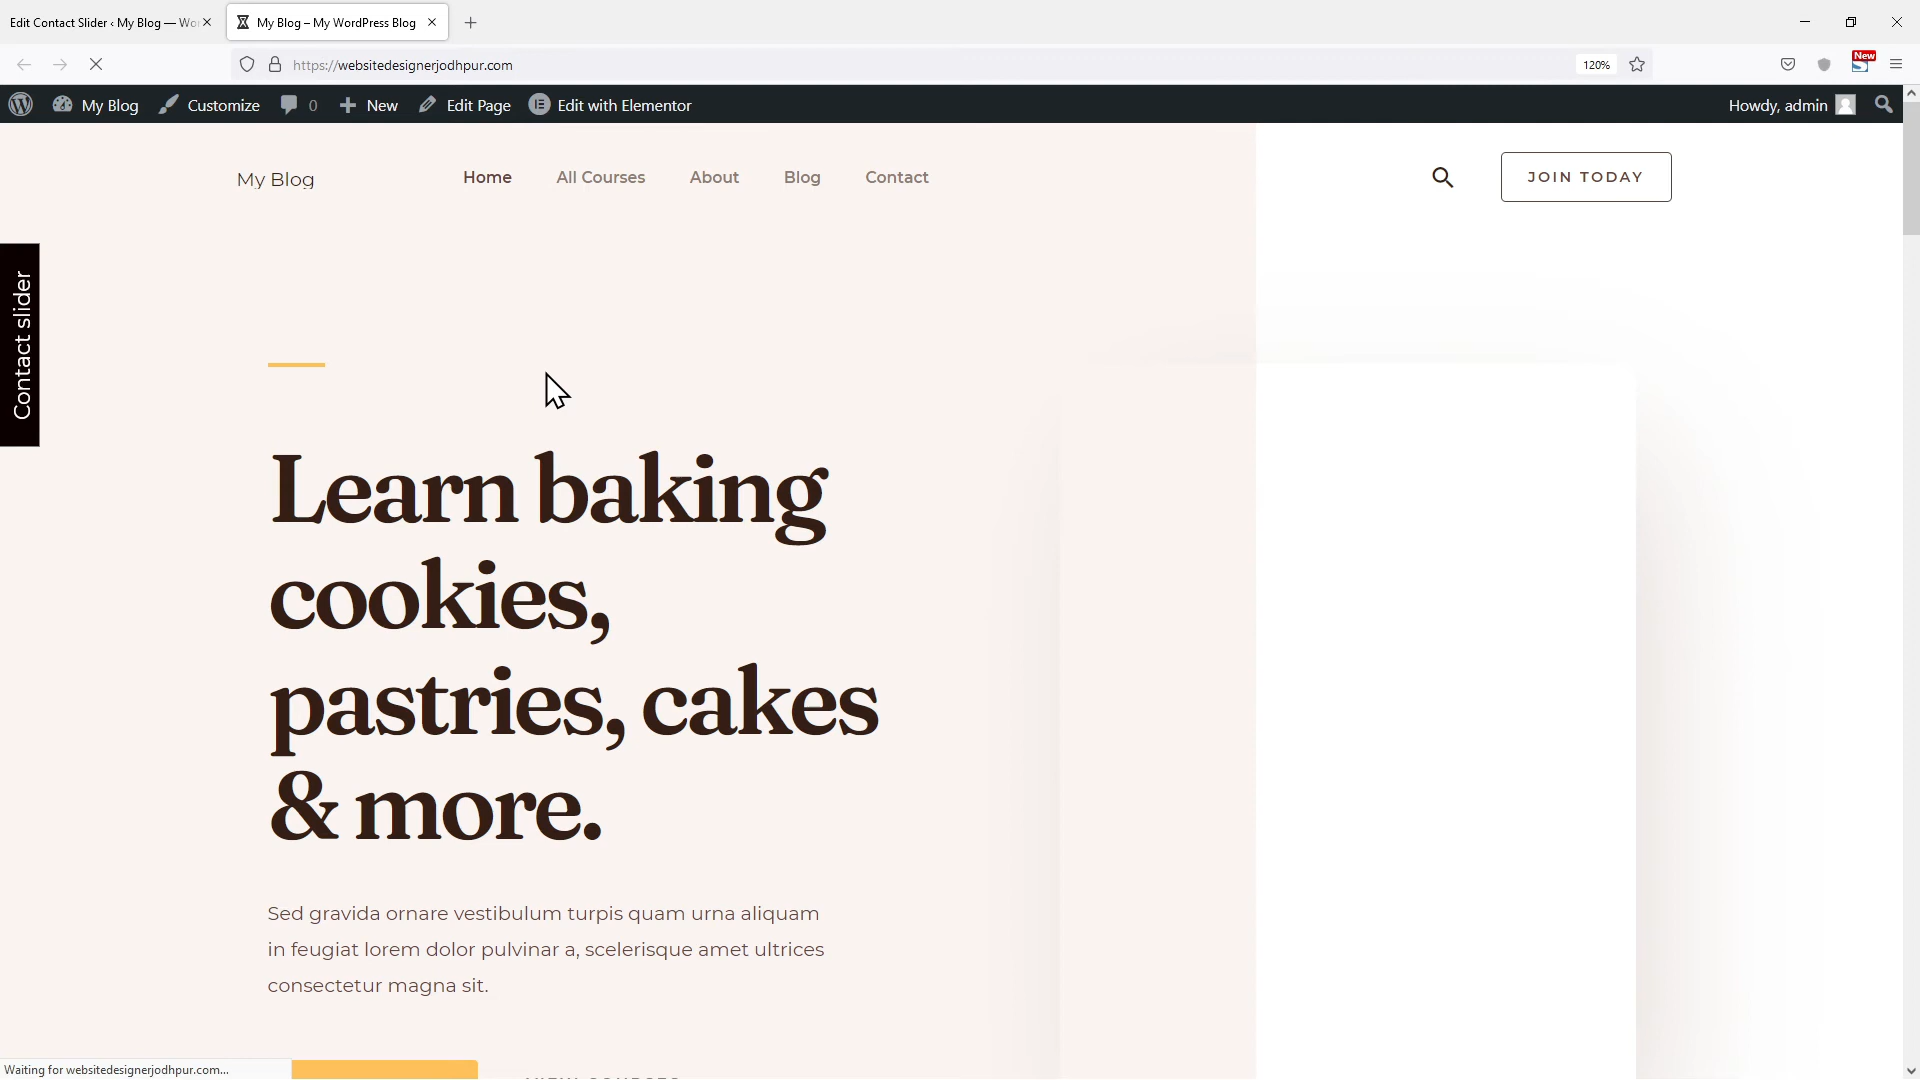 Edit Contact Slider ‹ My Blog — Wo
My Blog – My WordPress Blog
https://websitedesignerjodhpur.com
120%
New
My Blog
Customize
0
New
Edit Page
Edit with Elementor
Howdy, admin
My Blog
Home
All Courses
About
Blog
Contact
JOIN TODAY
Contact slider
Learn baking
cookies,
pastries, cakes
& more.
Sed gravida ornare vestibulum turpis quam urna aliquam
in feugiat lorem dolor pulvinar a, scelerisque amet ultrices
consectetur magna sit.
VIEW COURSES
Waiting for websitedesignerjodhpur.com...